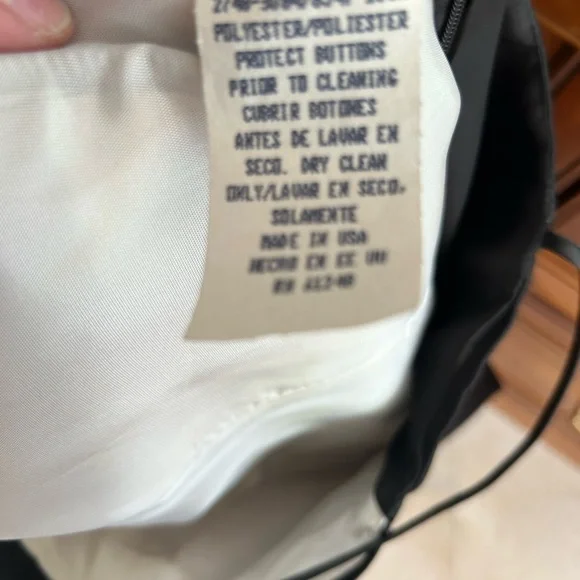 POLYESTER/POLIESTER
PROTECT BUTTONS
PRIOR TO CLEANING
CUBRIR BOTONES
ANTES DE LAVAR EN
SECO. DRY CLEAN
ONLY/LAVAR EN SECO.
SOLAMENTE
MADE IN USA
HECHO EN EE UU
RN